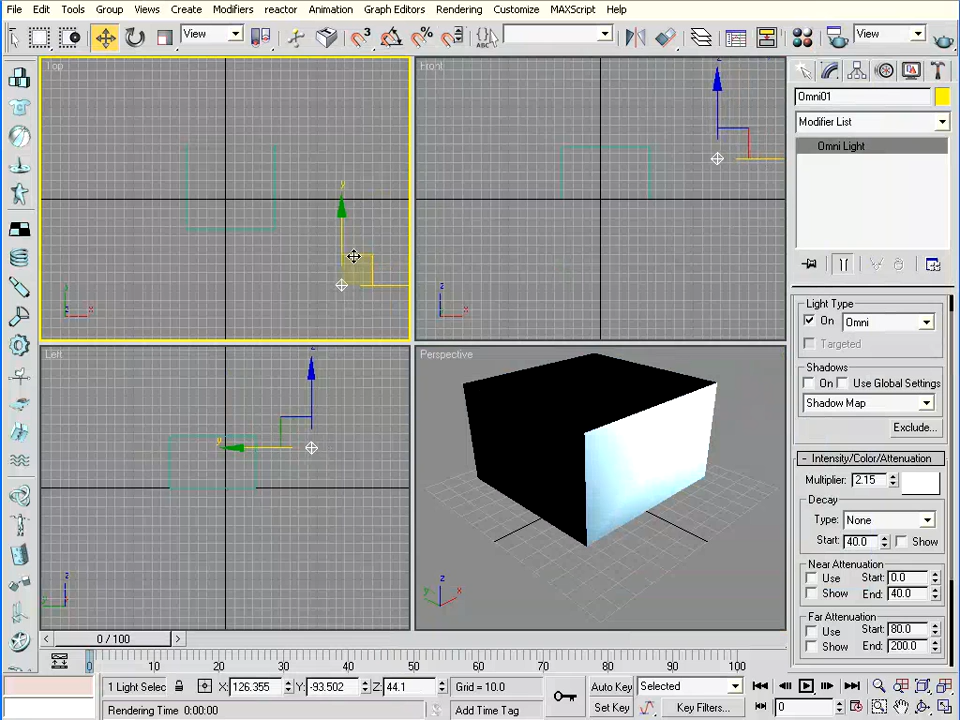 File Edit Tools Group Views Create Modifiers reactor Animation Graph Editors Rendering Customize MAXScript Help
View View
Top
Front
Left
Perspective
Omni01
Modifier List
Omni Light
Light Type
On Omni
Targeted
Shadows
On Use Global Settings
Shadow Map
Exclude...
- Intensity/Color/Attenuation
Multiplier: 2.15
Decay
Type: None
Start: 40.0 Show
Near Attenuation
Use Start: 0.0
Show End: 40.0
Far Attenuation
Use Start: 80.0
Show End: 200.0
y
x
z
x
y
z
z
y
x
0 / 100
0 10 20 30 40 50 60 70 80 90 100
1 Light Selec X: 126.355 Y: -93.502 Z: 44.1 Grid = 10.0 Auto Key Selected
Rendering Time 0:00:00 Add Time Tag Set Key Key Filters... 0